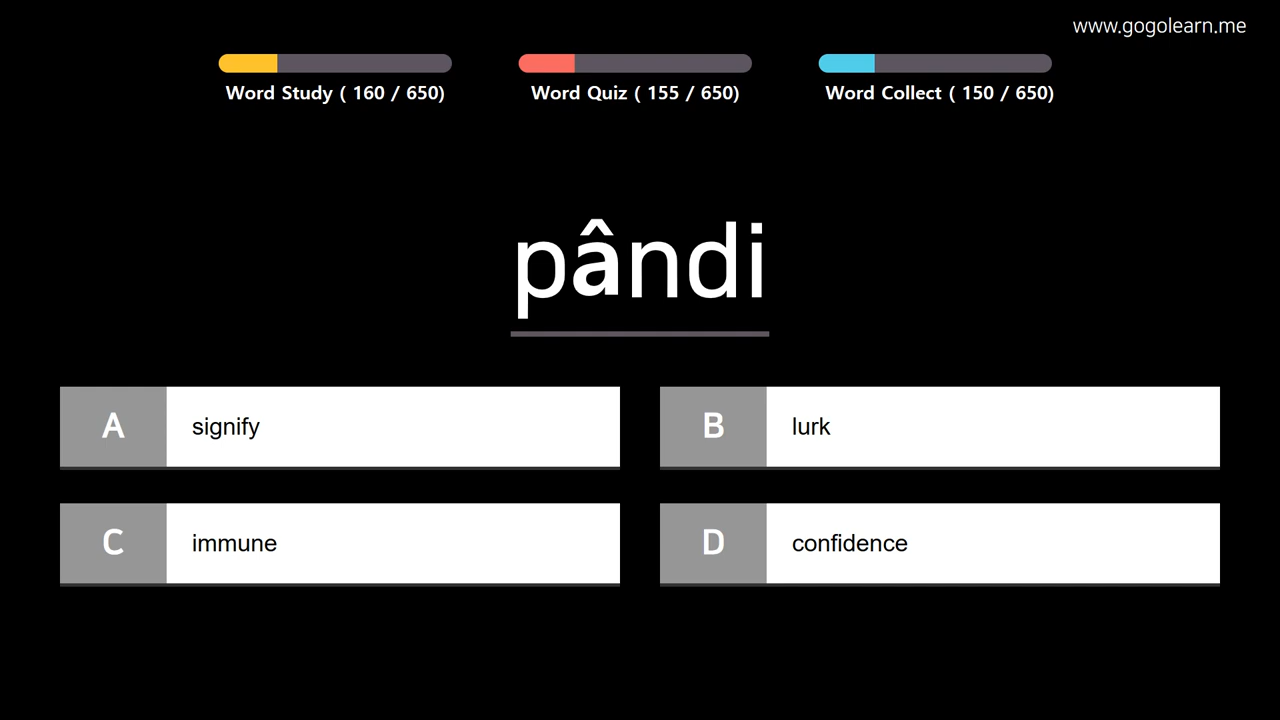 www.gogolearn.me
Word Study ( 160 / 650)
Word Quiz ( 155 / 650)
Word Collect ( 150 / 650)
pândi
A signify
B lurk
C immune
D confidence